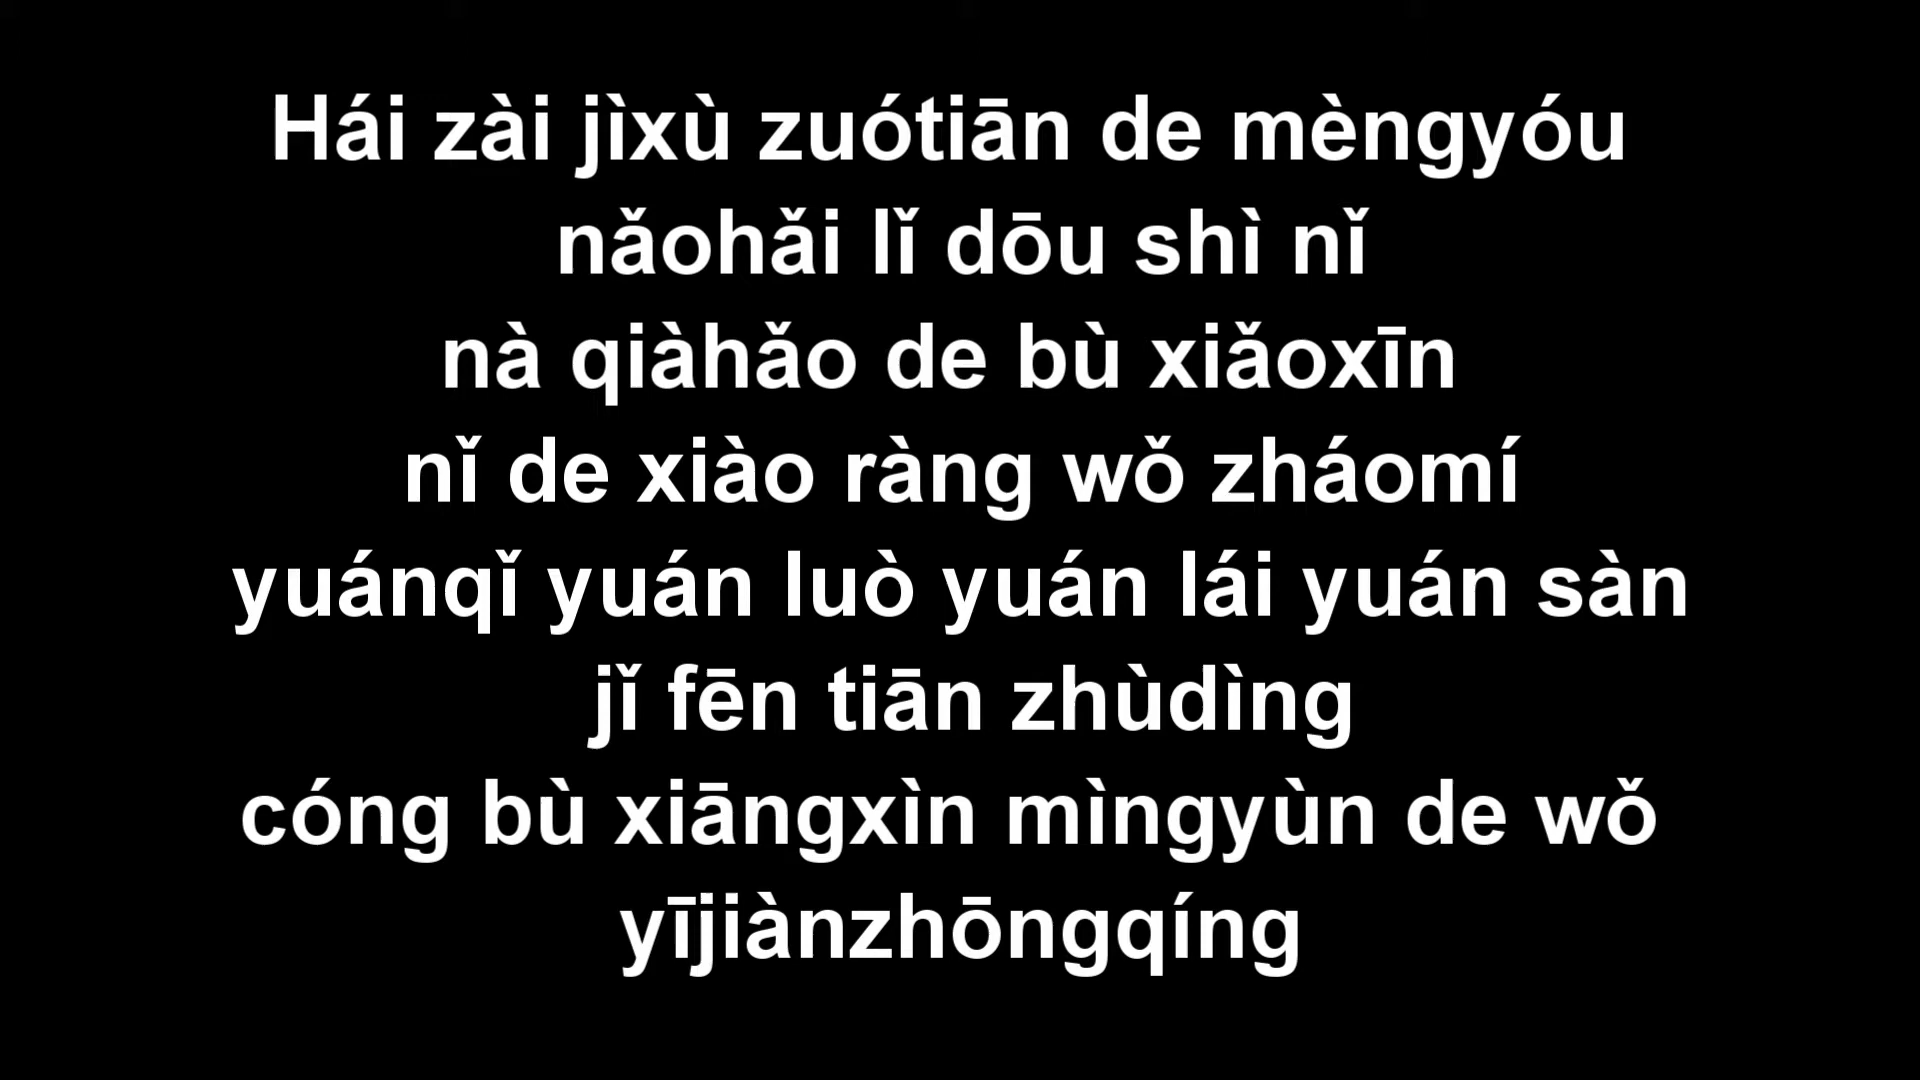 Hái zài jìxù zuótiān de mèngyóu
nǎohǎi lǐ dōu shì nǐ
nà qiàhǎo de bù xiǎoxīn
nǐ de xiào ràng wǒ zháomí
yuánqǐ yuán luò yuán lái yuán sàn
jǐ fēn tiān zhùdìng
cóng bù xiāngxìn mìngyùn de wǒ
yījiànzhōngqíng